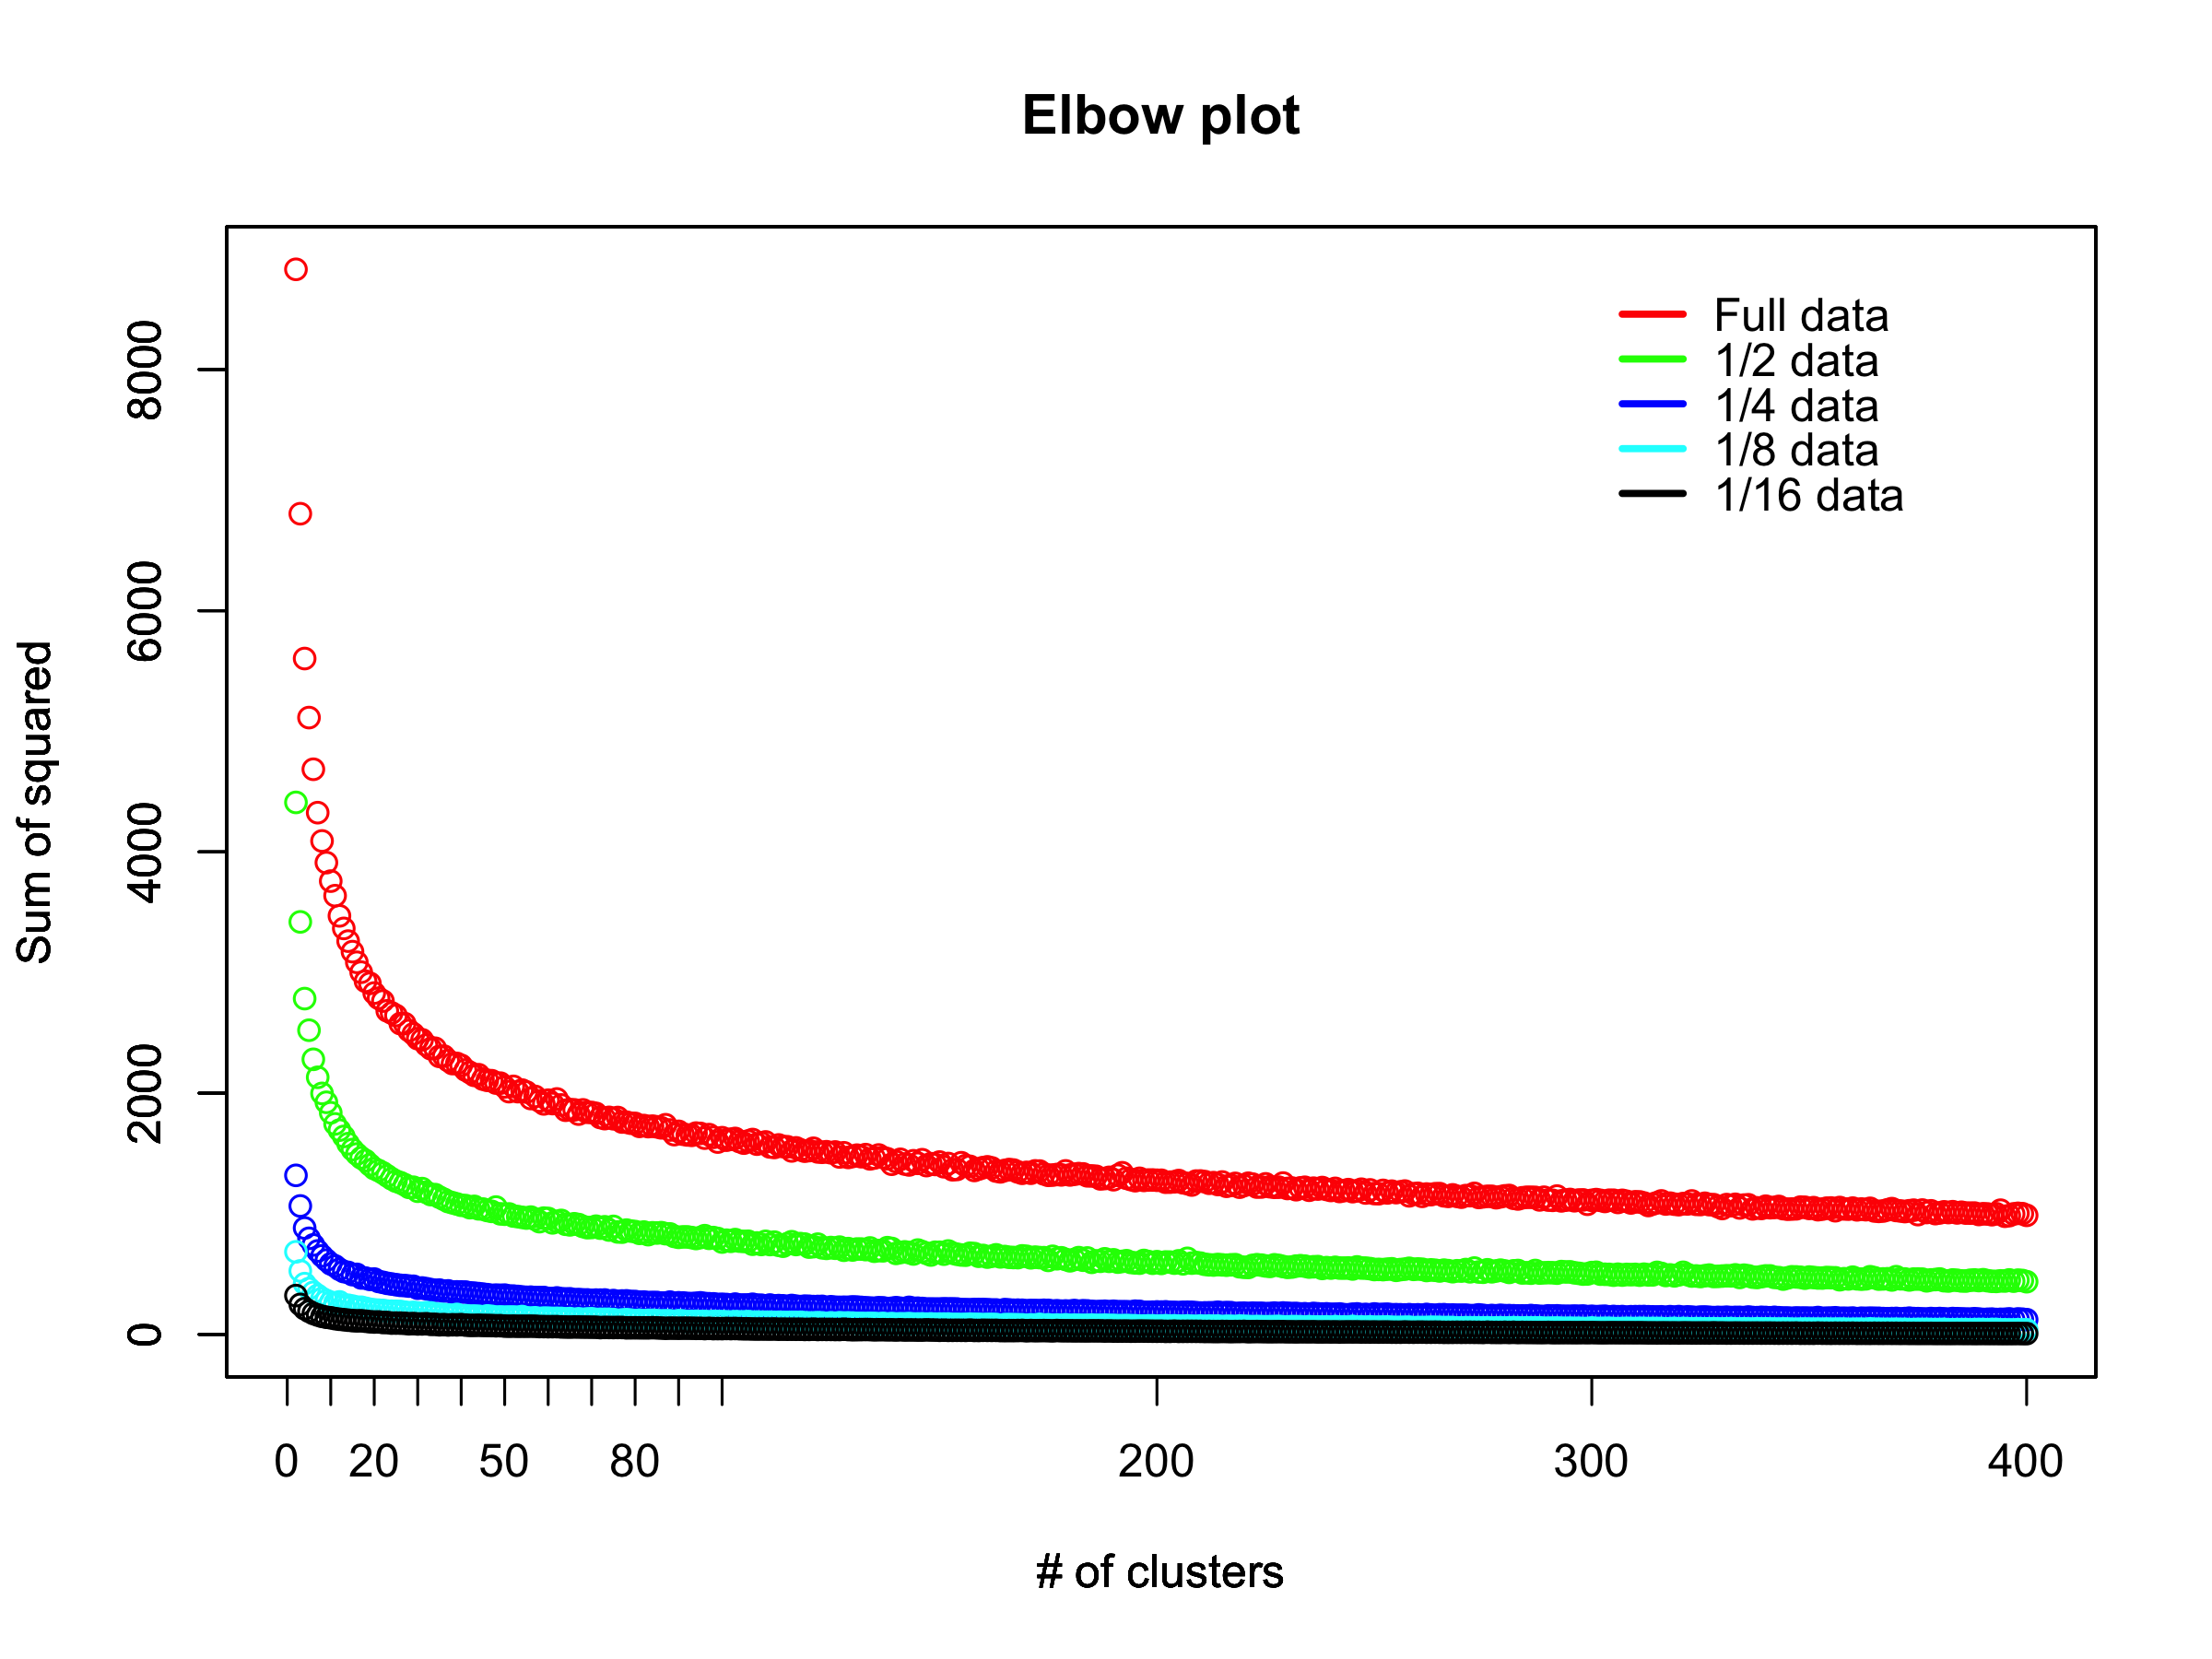 Elbow plot
Full data
1/2 data
1/4 data
1/8 data
1/16 data
Sum of squared
8000
6000
4000
2000
0
0 20 50 80 200 300 400
# of clusters